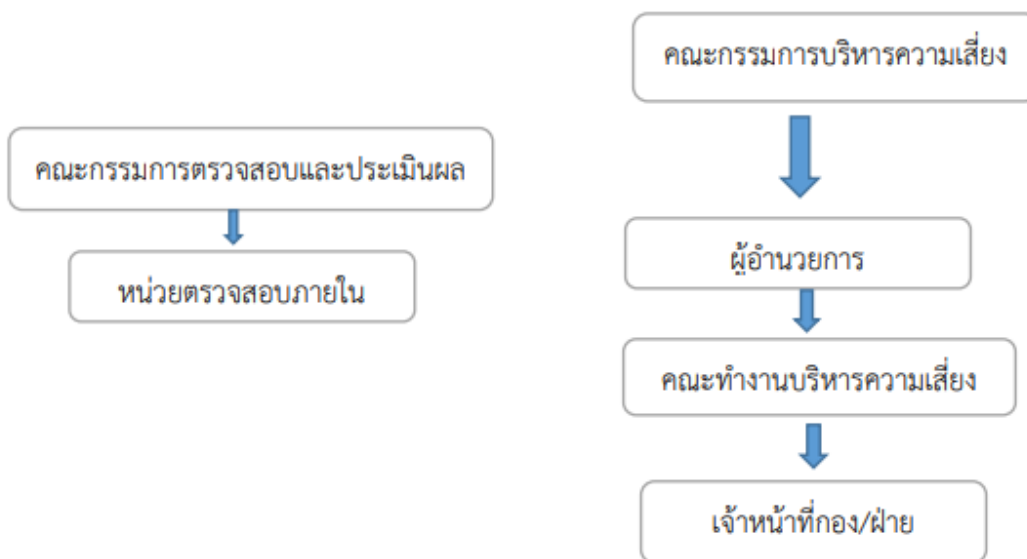 คณะกรรมการบริหารความเสี่ยง
คณะกรรมการตรวจสอบและประเมินผล
ผู้อำนวยการ
หน่วยตรวจสอบภายใน
คณะทำงานบริหารความเสี่ยง
เจ้าหน้าที่กอง/ฝ่าย